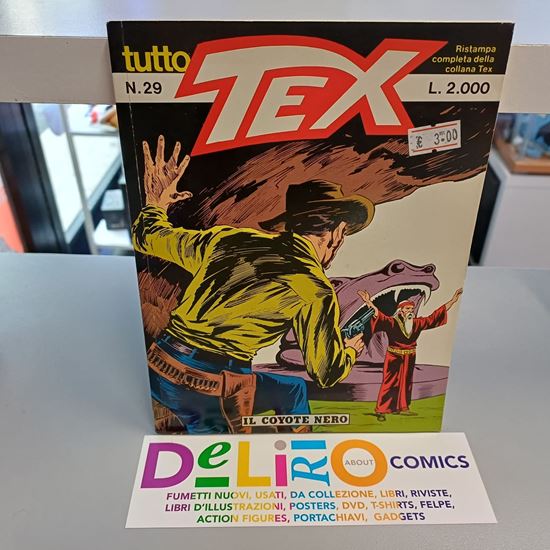 tutto
TEX
Ristampa
completa della
collana Tex
N.29
L. 2.000
€ 3.00
IL COYOTE NERO
DeLiRiO
ABOUT
COMICS
FUMETTI NUOVI, USATI, DA COLLEZIONE, LIBRI, RIVISTE,
LIBRI D'ILLUSTRAZIONI, POSTERS, DVD, T-SHIRTS, FELPE,
ACTION FIGURES, PORTACHIAVI, GADGETS